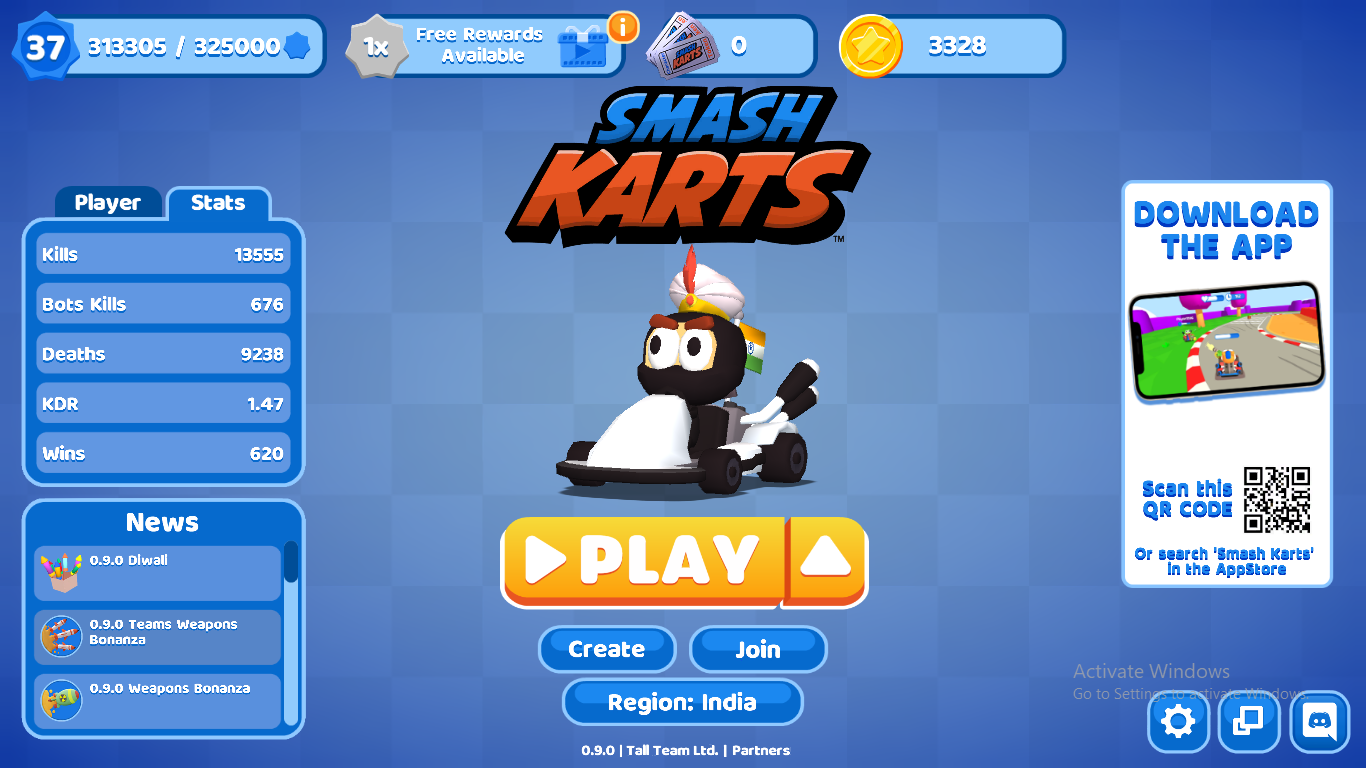 37
313305 / 325000
1x
Free Rewards
Available
i
SMASH KARTS
0
3328
SMASH
KARTS
TM
Player
Stats
Kills 13555
Bots Kills 676
Deaths 9238
KDR 1.47
Wins 620
News
0.9.0 Diwali
0.9.0 Teams Weapons
Bonanza
0.9.0 Weapons Bonanza
PLAY
Create
Join
Region: India
0.9.0 | Tall Team Ltd. | Partners
DOWNLOAD
THE APP
Scan this
QR CODE
Or search 'Smash Karts'
in the AppStore
Activate Windows
Go to Settings to activate Windows.